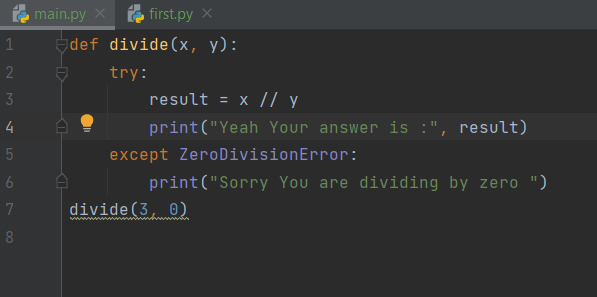 main.py first.py
1 def divide(x, y):
2     try:
3         result = x // y
4         print("Yeah Your answer is :", result)
5     except ZeroDivisionError:
6         print("Sorry You are dividing by zero ")
7 divide(3, 0)
8